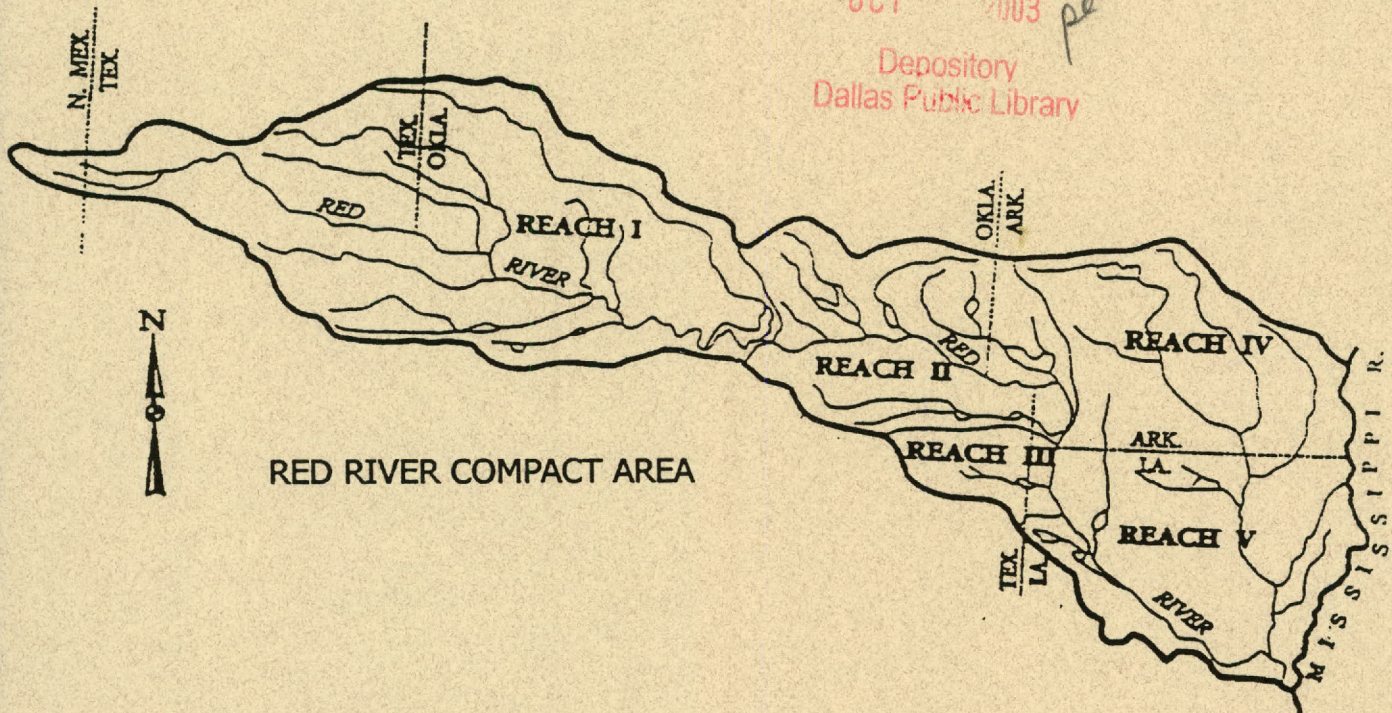 2003
Depository
Dallas Public Library
N. MEX.
TEX.
TEX.
OKLA.
RED
REACH I
RIVER
OKLA.
ARK.
N
RED
REACH II
REACH IV
REACH III
ARK.
LA.
RED RIVER COMPACT AREA
REACH V
TEX.
LA.
RIVER
MISSISSIPPI R.